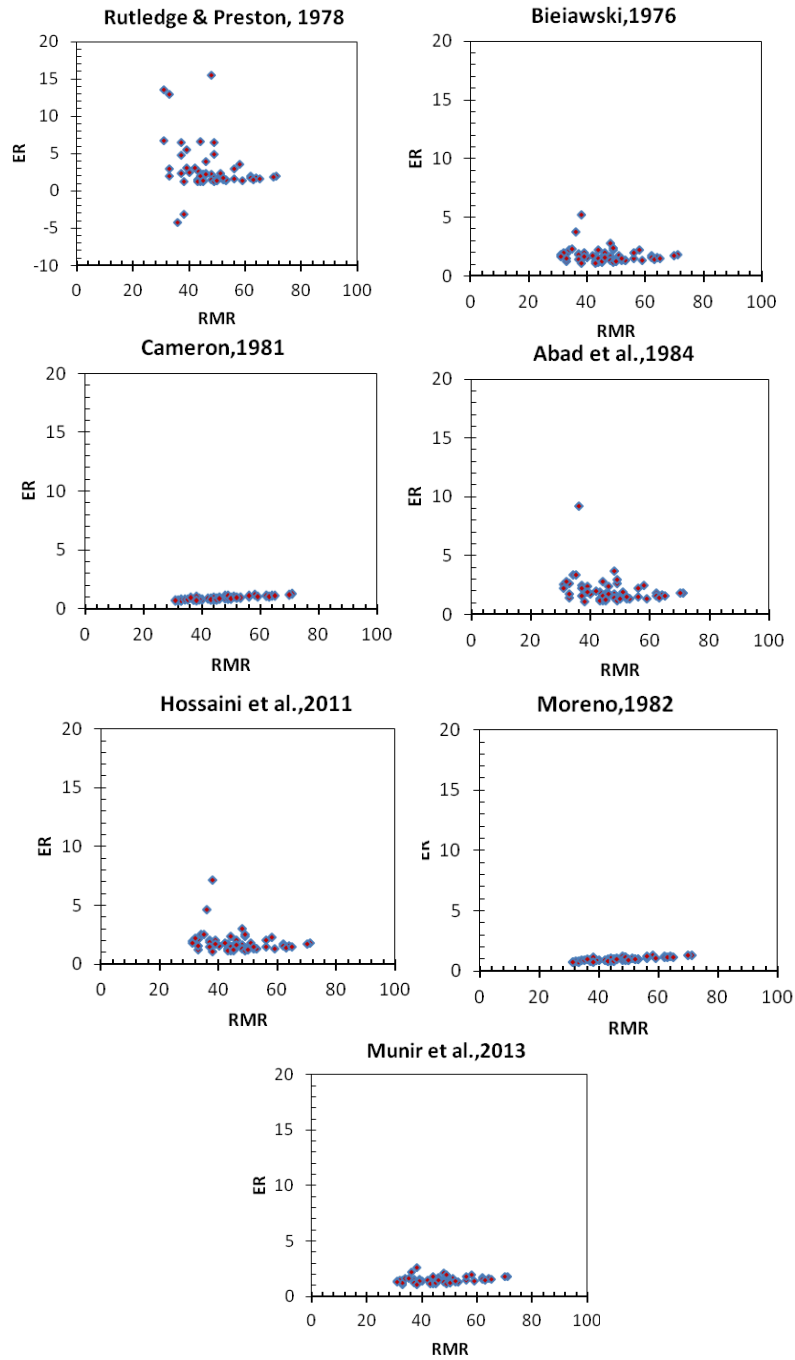 Rutledge & Preston, 1978
20
15
10
5
0
-5
-10
ER
0 20 40 60 80 100
RMR
Bieiawski,1976
20
15
10
5
0
ER
0 20 40 60 80 100
RMR
Cameron,1981
20
15
10
5
0
ER
0 20 40 60 80 100
RMR
Abad et al.,1984
20
15
10
5
0
ER
0 20 40 60 80 100
RMR
Hossaini et al.,2011
20
15
10
5
0
ER
0 20 40 60 80 100
RMR
Moreno,1982
20
15
10
5
0
ER
0 20 40 60 80 100
RMR
Munir et al.,2013
20
15
10
5
0
ER
0 20 40 60 80 100
RMR